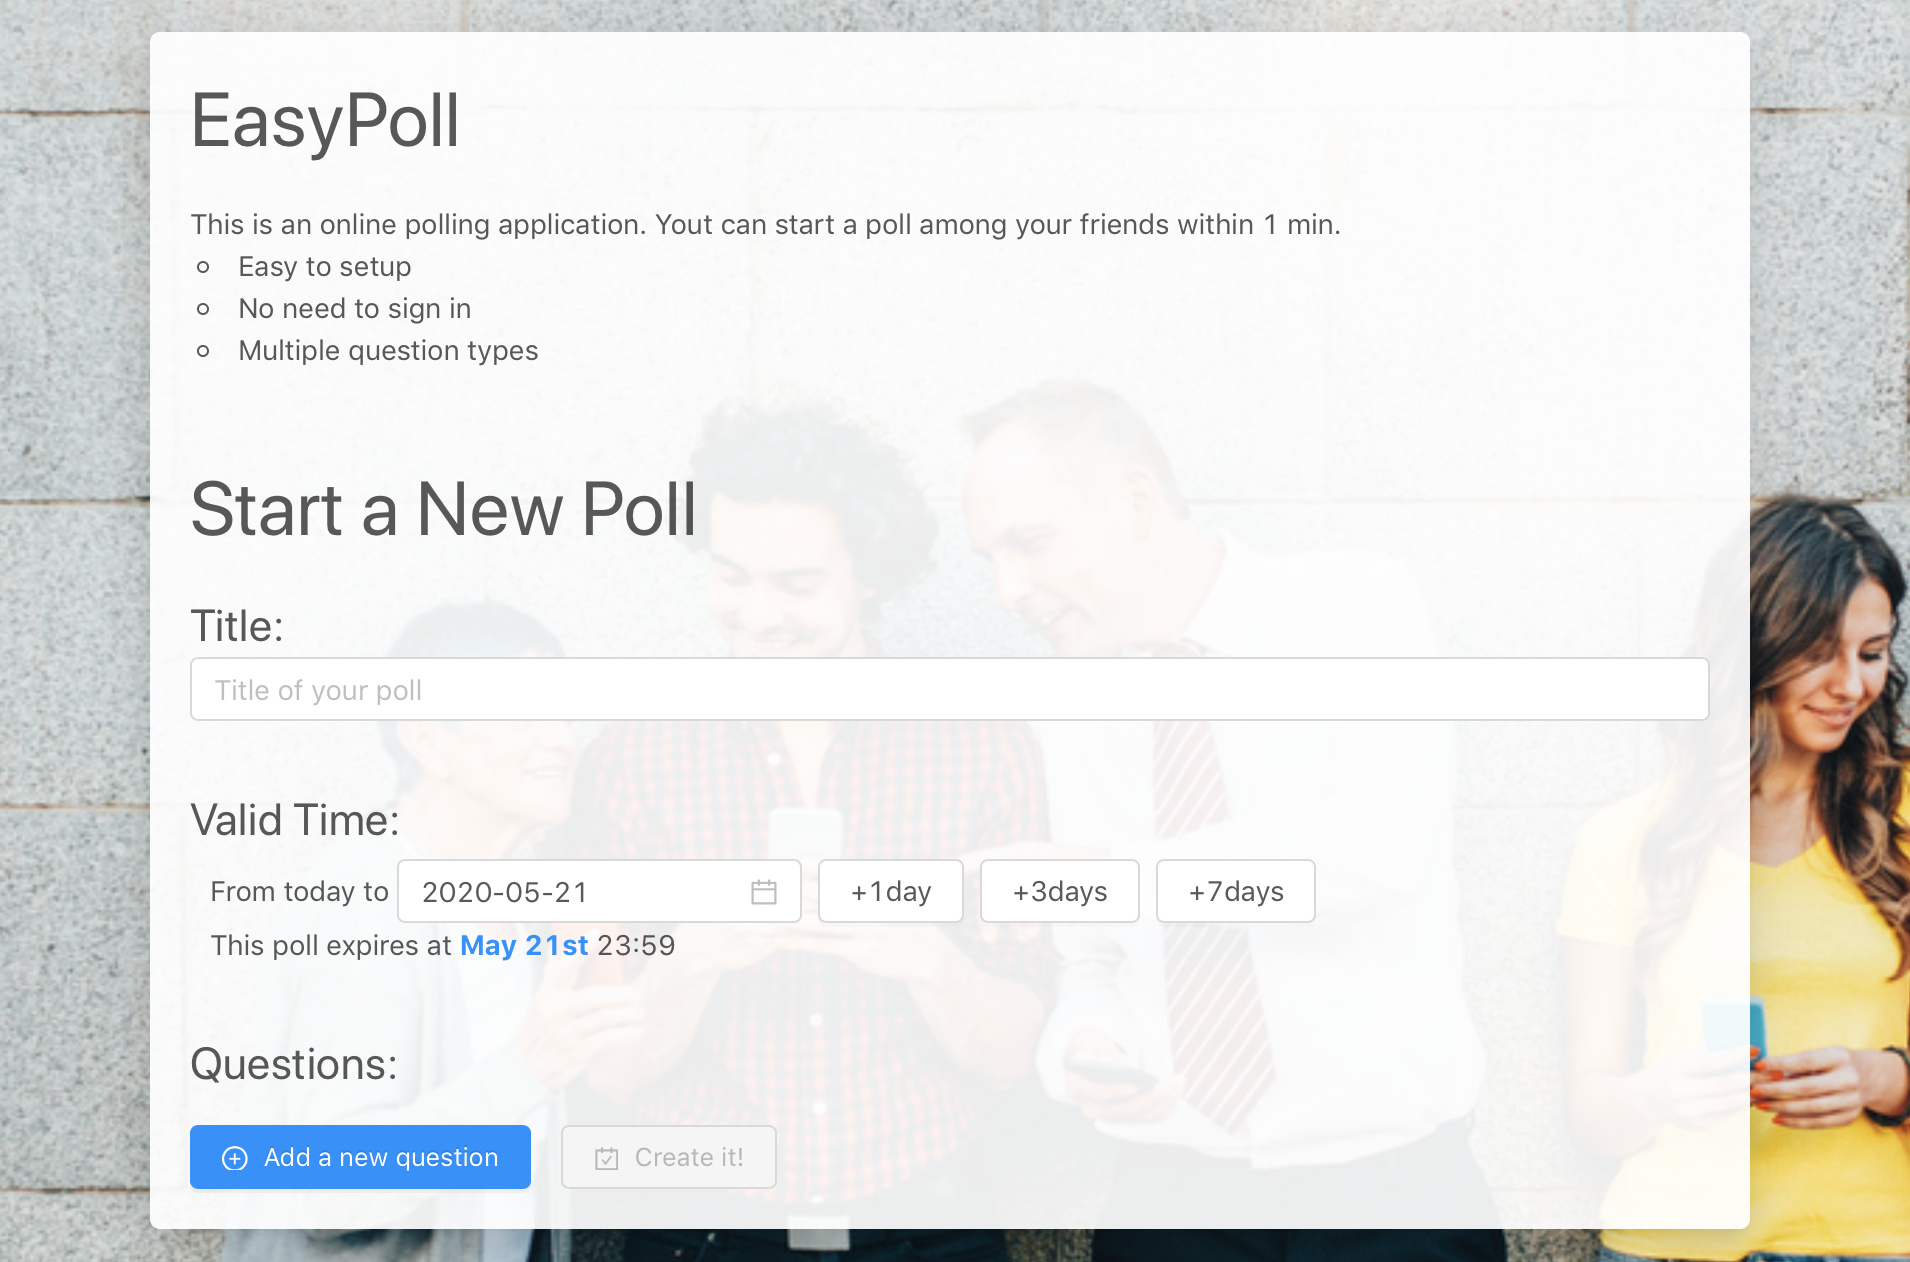 EasyPoll
This is an online polling application. Yout can start a poll among your friends within 1 min.
Easy to setup
No need to sign in
Multiple question types
Start a New Poll
Title:
Title of your poll
Valid Time:
From today to 2020-05-21 +1day +3days +7days
This poll expires at May 21st 23:59
Questions:
Add a new question Create it!